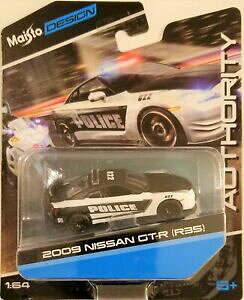 Maisto DESIGN
POLICE
AUTHORITY
POLICE
2009 NISSAN GT-R (R35)
1:64
8+